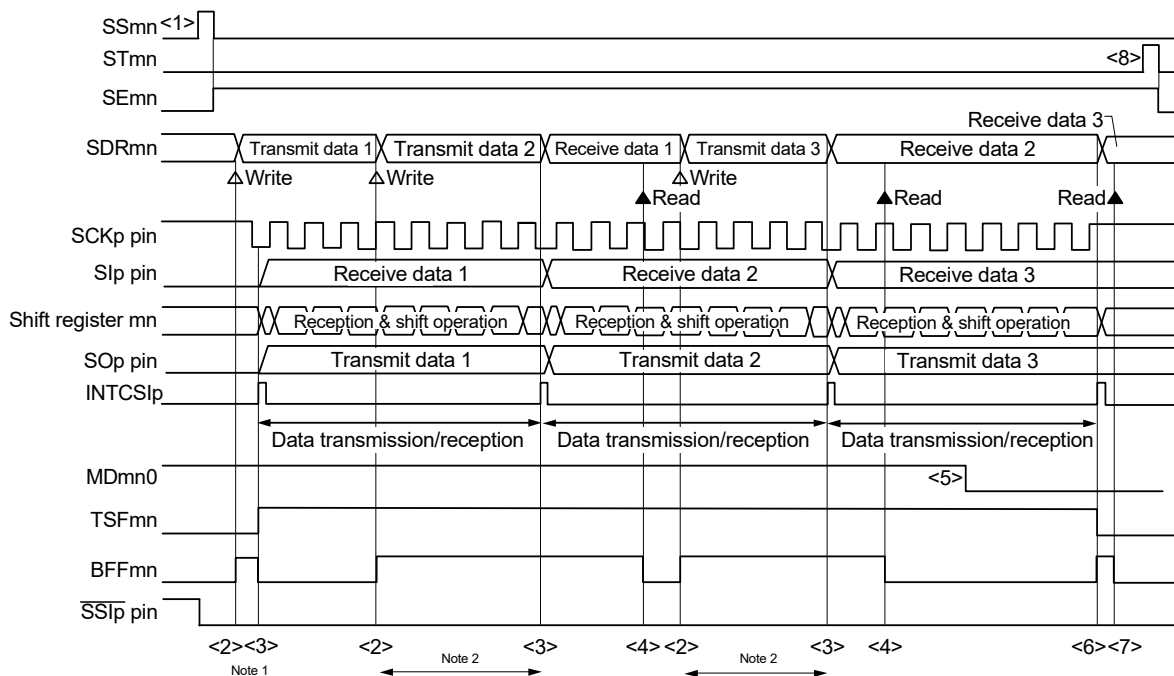 SSmn <1>
STmn <8>
SEmn
Receive data 3
SDRmn Transmit data 1 Transmit data 2 Receive data 1 Transmit data 3 Receive data 2
Write Write Write
Read Read Read
SCKp pin
SIp pin Receive data 1 Receive data 2 Receive data 3
Shift register mn Reception & shift operation Reception & shift operation Reception & shift operation
SOp pin Transmit data 1 Transmit data 2 Transmit data 3
INTCSIp
Data transmission/reception Data transmission/reception Data transmission/reception
MDmn0 <5>
TSFmn
BFFmn
SSIp pin
<2> <3> <2> <3> <4> <2> <3> <4> <6> <7>
Note 1 Note 2 Note 2